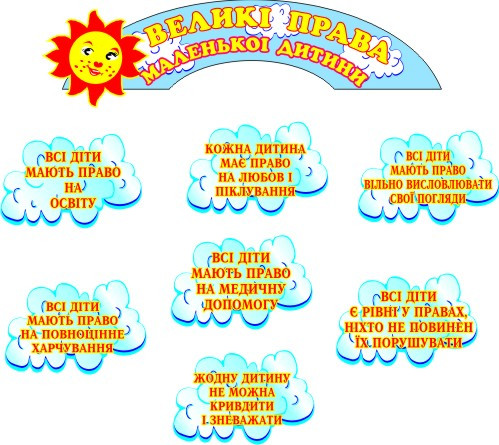 ВЕЛИКІ ПРАВА
МАЛЕНЬКОЇ ДИТИНИ
ВСІ ДІТИ
МАЮТЬ ПРАВО
НА
ОСВІТУ
КОЖНА ДИТИНА
МАЄ ПРАВО
НА ЛЮБОВ І
ПІКЛУВАННЯ
ВСІ ДІТИ
МАЮТЬ ПРАВО
ВІЛЬНО ВИСЛОВЛЮВАТИ
СВОЇ ПОГЛЯДИ
ВСІ ДІТИ
МАЮТЬ ПРАВО
НА ПОВНОЦІННЕ
ХАРЧУВАННЯ
ВСІ ДІТИ
МАЮТЬ ПРАВО
НА МЕДИЧНУ
ДОПОМОГУ
ВСІ ДІТИ
Є РІВНІ У ПРАВАХ,
НІХТО НЕ ПОВИНЕН
ЇХ ПОРУШУВАТИ
ЖОДНУ ДИТИНУ
НЕ МОЖНА
КРИВДИТИ
І ЗНЕВАЖАТИ